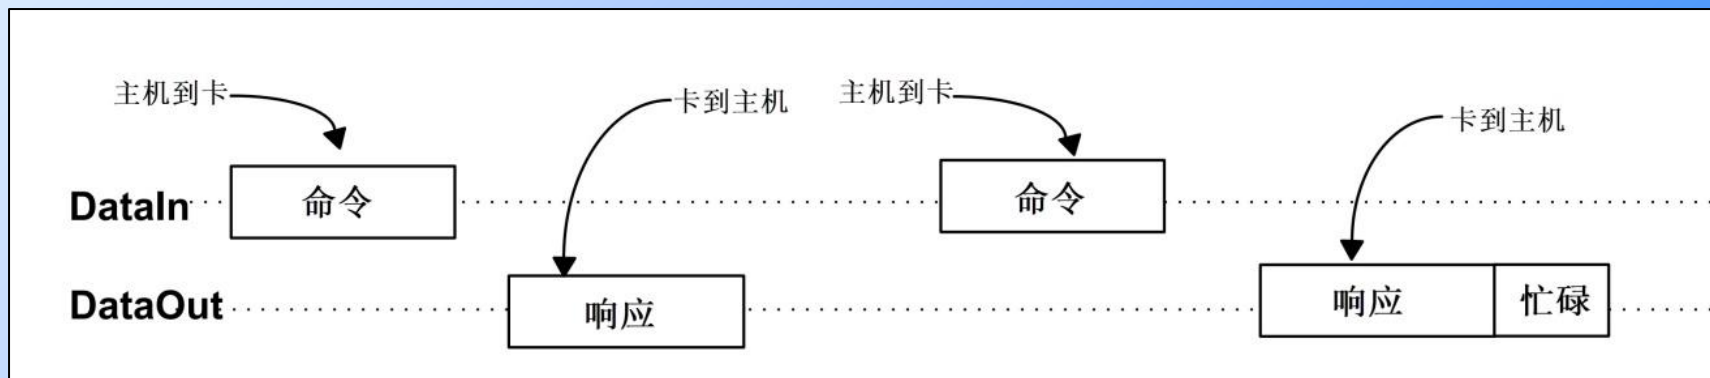 主机到卡
卡到主机
主机到卡
卡到主机
DataIn
命令
命令
DataOut
响应
响应
忙碌